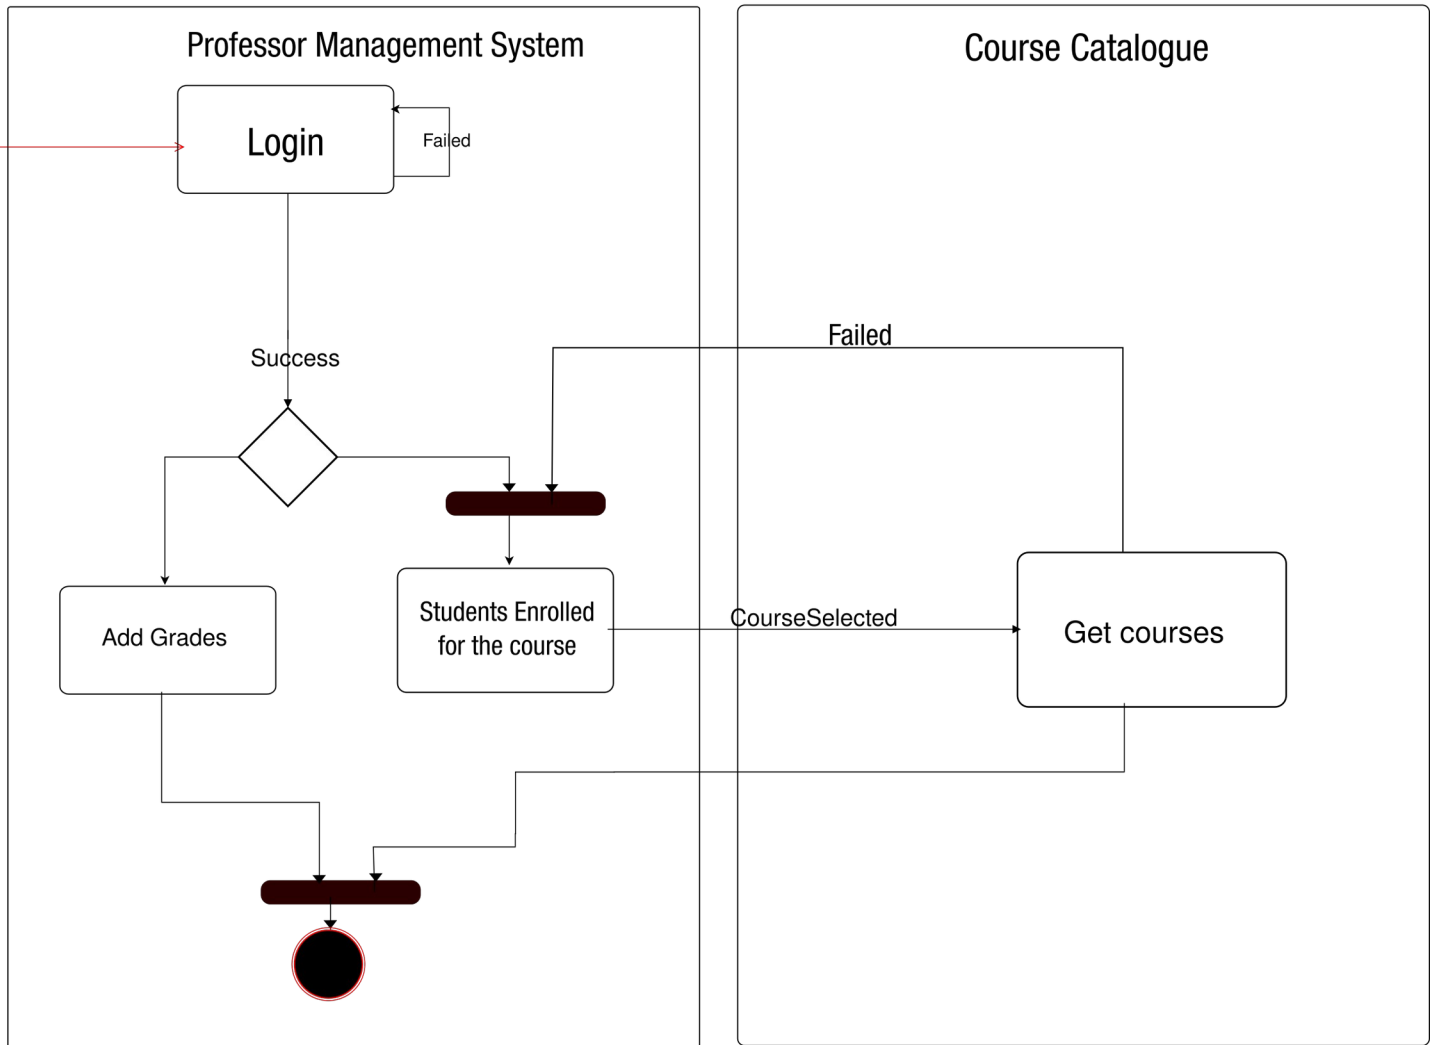 Professor Management System
Course Catalogue
Login
Failed
Failed
Success
Students Enrolled
for the course
CourseSelected
Get courses
Add Grades